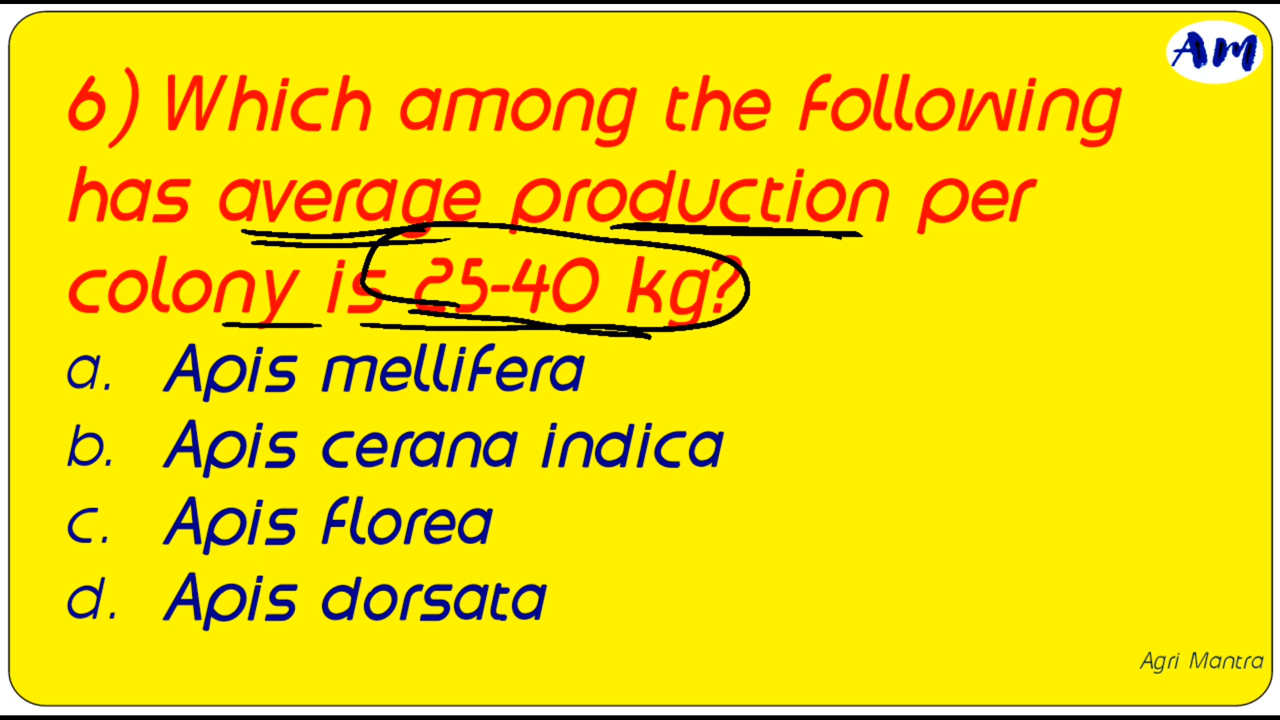 AM
6) Which among the following
has average production per
colony is 25-40 kg?
a. Apis mellifera
b. Apis cerana indica
c. Apis florea
d. Apis dorsata
Agri Mantra